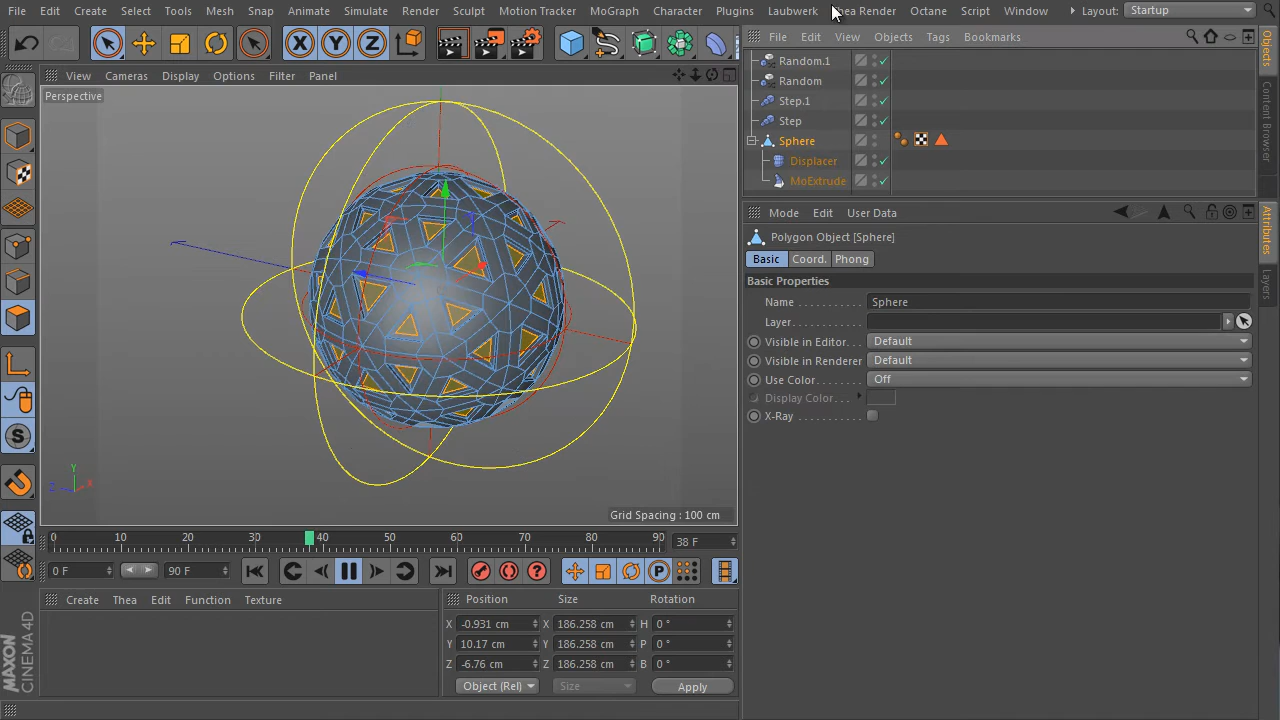 File Edit Create Select Tools Mesh Snap Animate Simulate Render Sculpt Motion Tracker MoGraph Character Plugins Laubwerk Render Octane Script Window Layout: Startup
File Edit View Objects Tags Bookmarks
View Cameras Display Options Filter Panel
Perspective
Random.1
Random
Step.1
Step
Sphere
Displacer
MoExtrude
Objects
Content Browser
Mode Edit User Data
Polygon Object [Sphere]
Basic Coord. Phong
Basic Properties
Name Sphere
Layer
Visible in Editor Default
Visible in Renderer Default
Use Color Off
Display Color
X-Ray
Attributes
Layers
X Y Z
S
Y
Z X
Grid Spacing : 100 cm
0 10 20 30 40 50 60 70 80 90 38 F
0 F 90 F P
Create Thea Edit Function Texture
Position Size Rotation
X -0.931 cm X 186.258 cm H 0 °
Y 10.17 cm Y 186.258 cm P 0 °
Z -6.76 cm Z 186.258 cm B 0 °
Object (Rel) Size Apply
MAXON CINEMA 4D